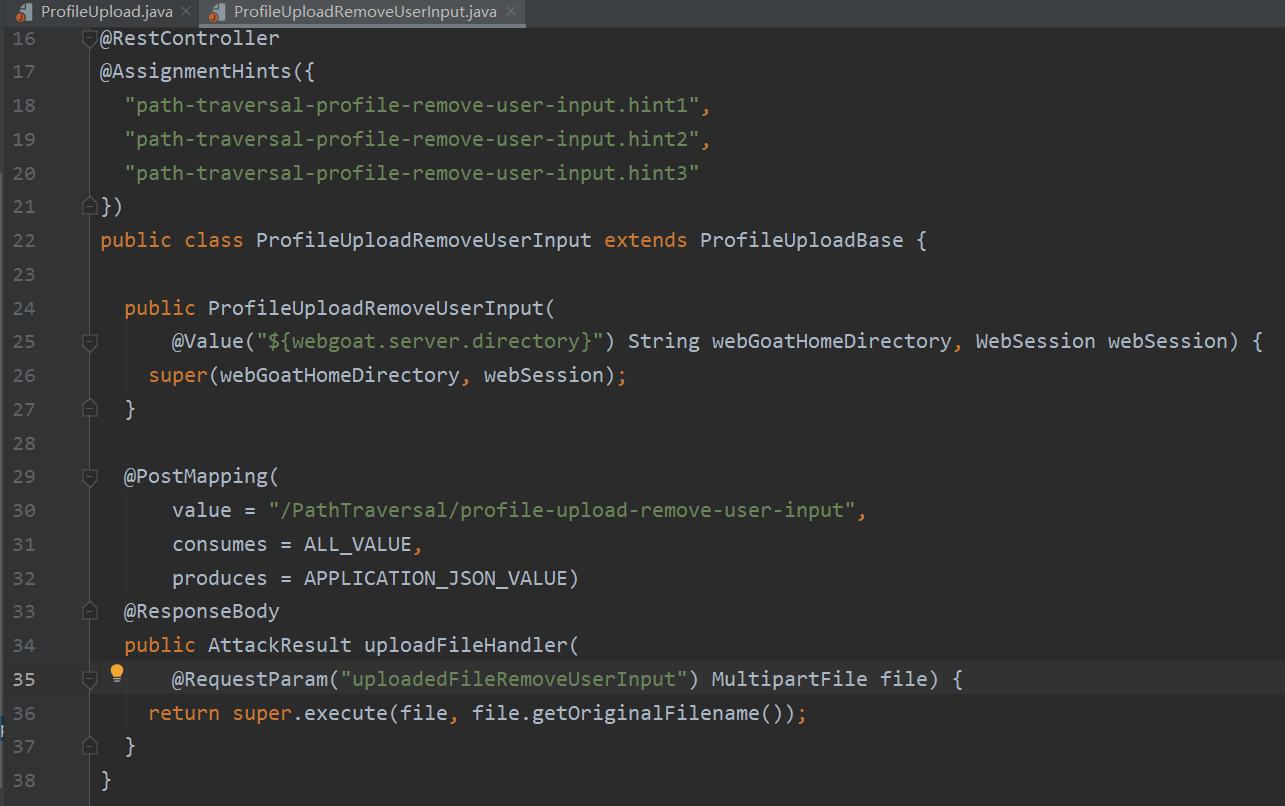 ProfileUpload.java × ProfileUploadRemoveUserInput.java ×
16 @RestController
17 @AssignmentHints({
18 "path-traversal-profile-remove-user-input.hint1",
19 "path-traversal-profile-remove-user-input.hint2",
20 "path-traversal-profile-remove-user-input.hint3"
21 })
22 public class ProfileUploadRemoveUserInput extends ProfileUploadBase {
23
24 public ProfileUploadRemoveUserInput(
25 @Value("${webgoat.server.directory}") String webGoatHomeDirectory, WebSession webSession) {
26 super(webGoatHomeDirectory, webSession);
27 }
28
29 @PostMapping(
30 value = "/PathTraversal/profile-upload-remove-user-input",
31 consumes = ALL_VALUE,
32 produces = APPLICATION_JSON_VALUE)
33 @ResponseBody
34 public AttackResult uploadFileHandler(
35 @RequestParam("uploadedFileRemoveUserInput") MultipartFile file) {
36 return super.execute(file, file.getOriginalFilename());
37 }
38 }